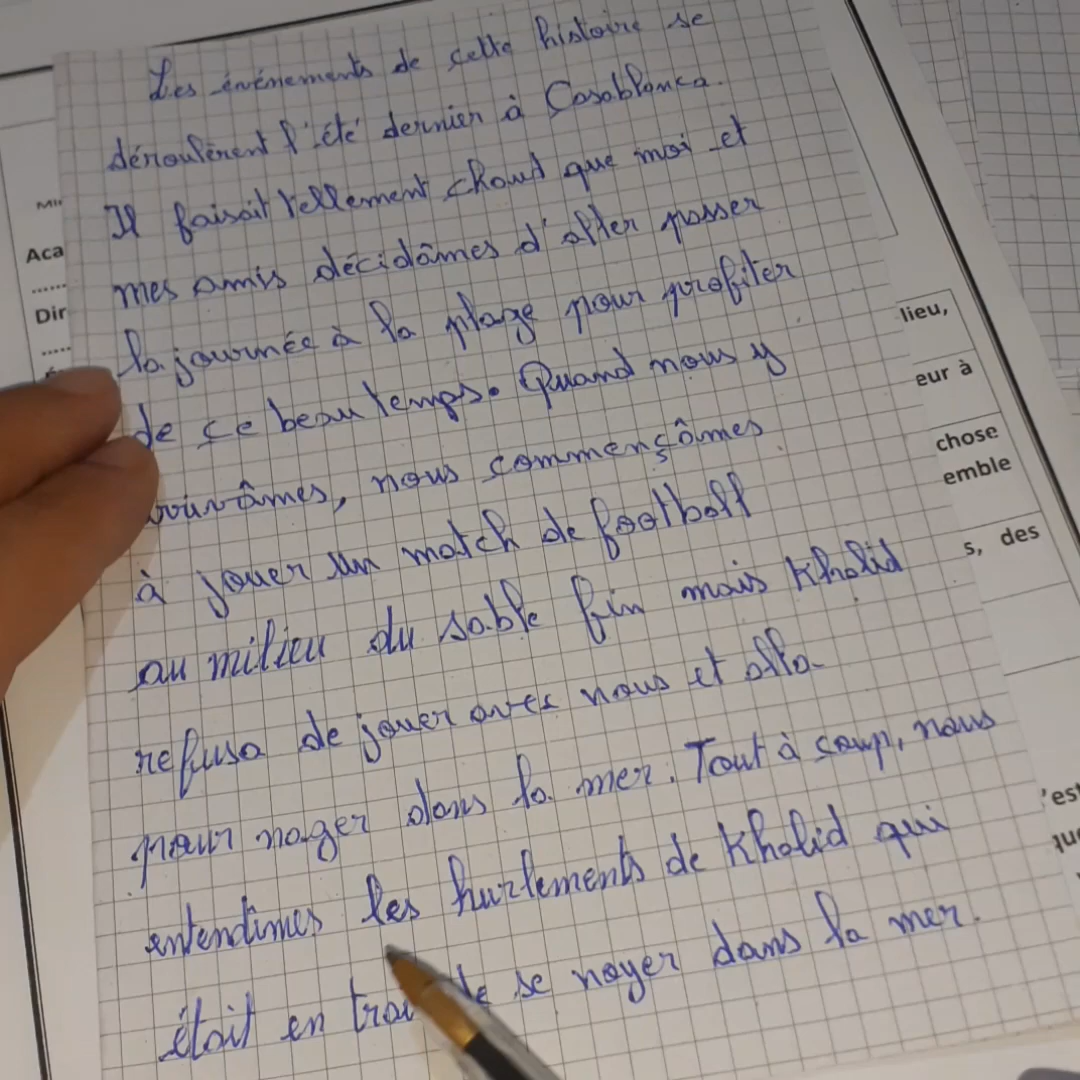 Les événements de cette histoire se
déroulèrent l'été dernier à Casablanca.
Il faisait tellement chaud que moi et
mes amis décidâmes d'aller passer
la journée à la plage pour profiter
de ce beau temps. Quand nous y
arrivâmes, nous commençâmes
à jouer un match de football
au milieu du sable fin mais Khalid
refusa de jouer avec nous et alla
pour nager dans la mer. Tout à coup, nous
entendîmes les hurlements de Khalid qui
était en train de se noyer dans la mer.
Aca
......
Dir
.....
lieu,
eur à
chose
emble
s, des
'est